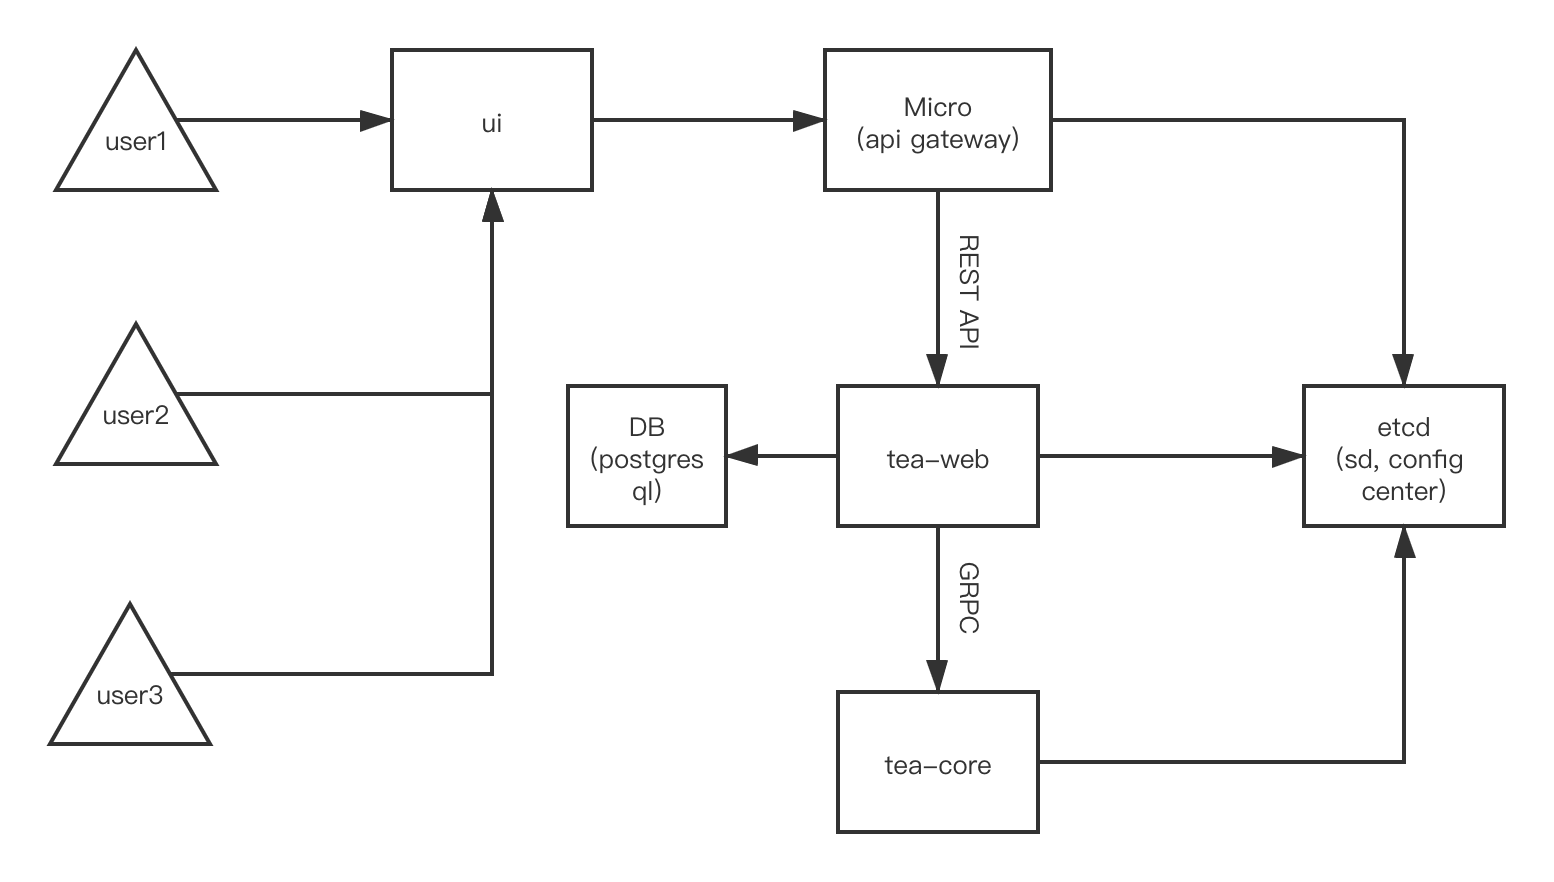 user1
ui
Micro
(api gateway)
REST API
user2
DB
(postgres
ql)
tea-web
etcd
(sd, config
center)
GRPC
user3
tea-core